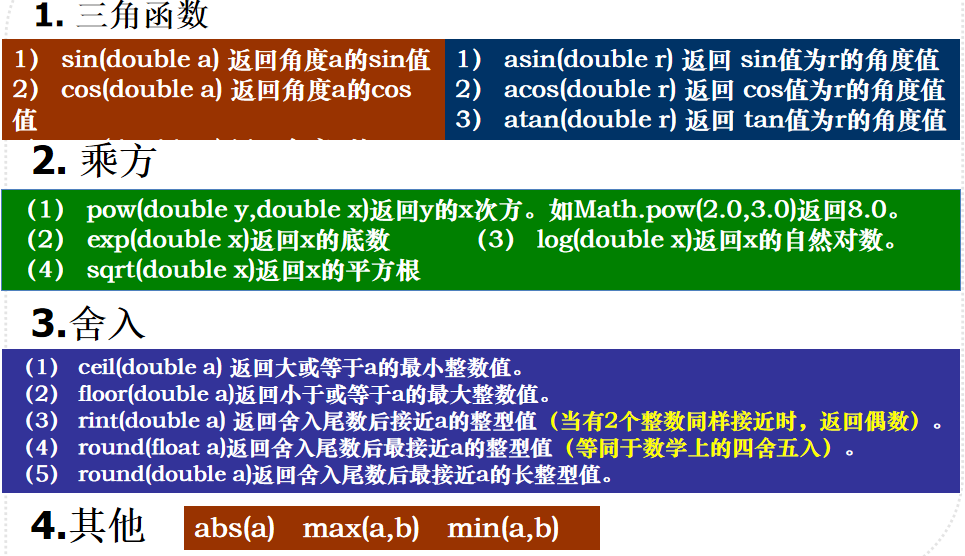 1. 三角函数
1） sin(double a) 返回角度a的sin值
2） cos(double a) 返回角度a的cos
值
1） asin(double r) 返回 sin值为r的角度值
2） acos(double r) 返回 cos值为r的角度值
3） atan(double r) 返回 tan值为r的角度值
2. 乘方
（1） pow(double y,double x)返回y的x次方。如Math.pow(2.0,3.0)返回8.0。
（2） exp(double x)返回x的底数 （3） log(double x)返回x的自然对数。
（4） sqrt(double x)返回x的平方根
3.舍入
（1） ceil(double a) 返回大或等于a的最小整数值。
（2） floor(double a)返回小于或等于a的最大整数值。
（3） rint(double a) 返回舍入尾数后接近a的整型值（当有2个整数同样接近时，返回偶数）。
（4） round(float a)返回舍入尾数后最接近a的整型值（等同于数学上的四舍五入）。
（5） round(double a)返回舍入尾数后最接近a的长整型值。
4.其他
abs(a) max(a,b) min(a,b)